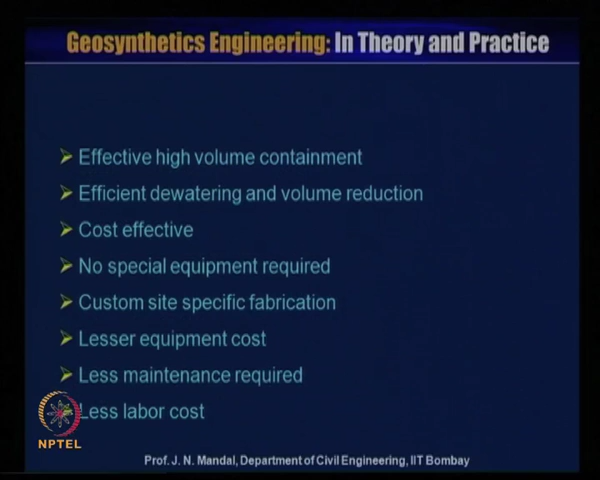 Geosynthetics Engineering: In Theory and Practice
Effective high volume containment
Efficient dewatering and volume reduction
Cost effective
No special equipment required
Custom site specific fabrication
Lesser equipment cost
Less maintenance required
Less labor cost
NPTEL
Prof. J. N. Mandal, Department of Civil Engineering, IIT Bombay